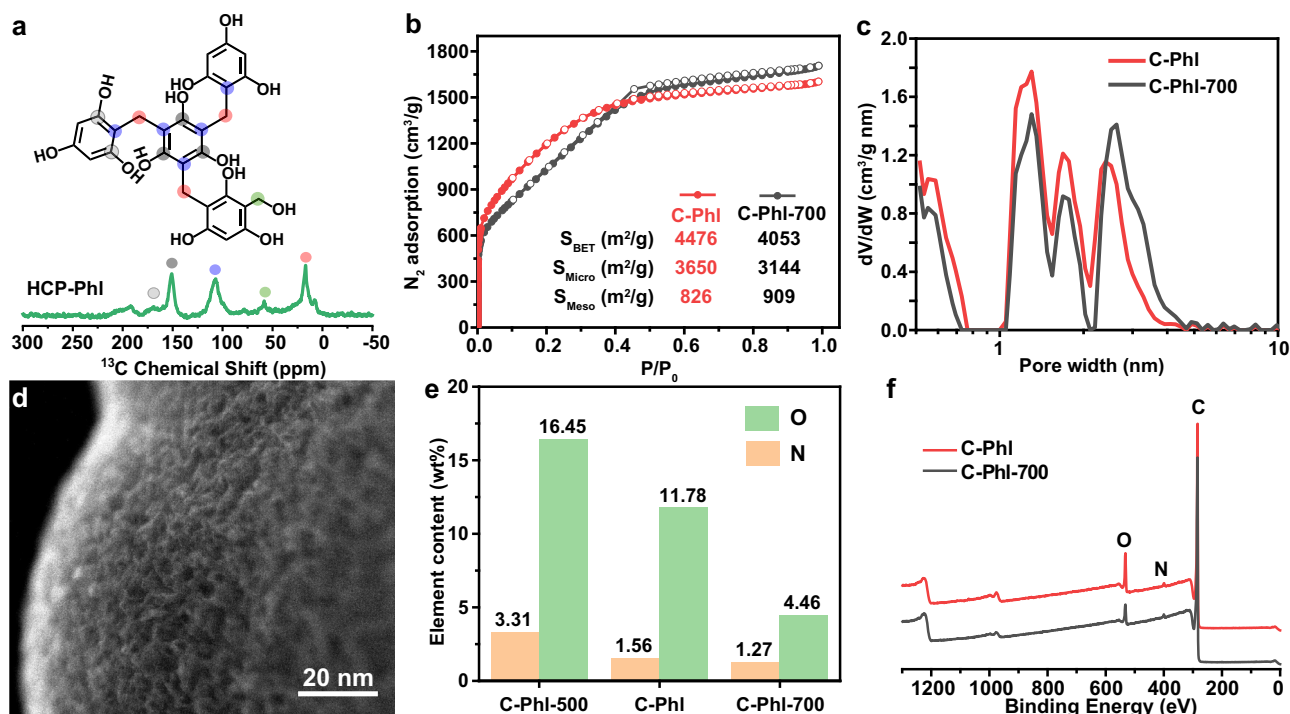 a
OH
OH
HO
OH
OH
HO
OH
HO
OH
HO
OH
OH
OH
OH
HO
OH
HCP-PhI
300 250 200 150 100 50 0 -50
13C Chemical Shift (ppm)
b
N2 adsorption (cm3/g)
1800
1500
1200
900
600
300
0
C-PhI C-PhI-700
SBET (m2/g) 4476 4053
SMicro (m2/g) 3650 3144
SMeso (m2/g) 826 909
0.0 0.2 0.4 0.6 0.8 1.0
P/P0
c
dV/dW (cm3/g nm)
2.0
1.6
1.2
0.8
0.4
0.0
C-PhI
C-PhI-700
1 10
Pore width (nm)
d
20 nm
e
Element content (wt%)
20
15
10
5
0
O
N
3.31
16.45
1.56
11.78
1.27
4.46
C-PhI-500 C-PhI C-PhI-700
f
C-PhI
C-PhI-700
C
O
N
1200 1000 800 600 400 200 0
Binding Energy (eV)